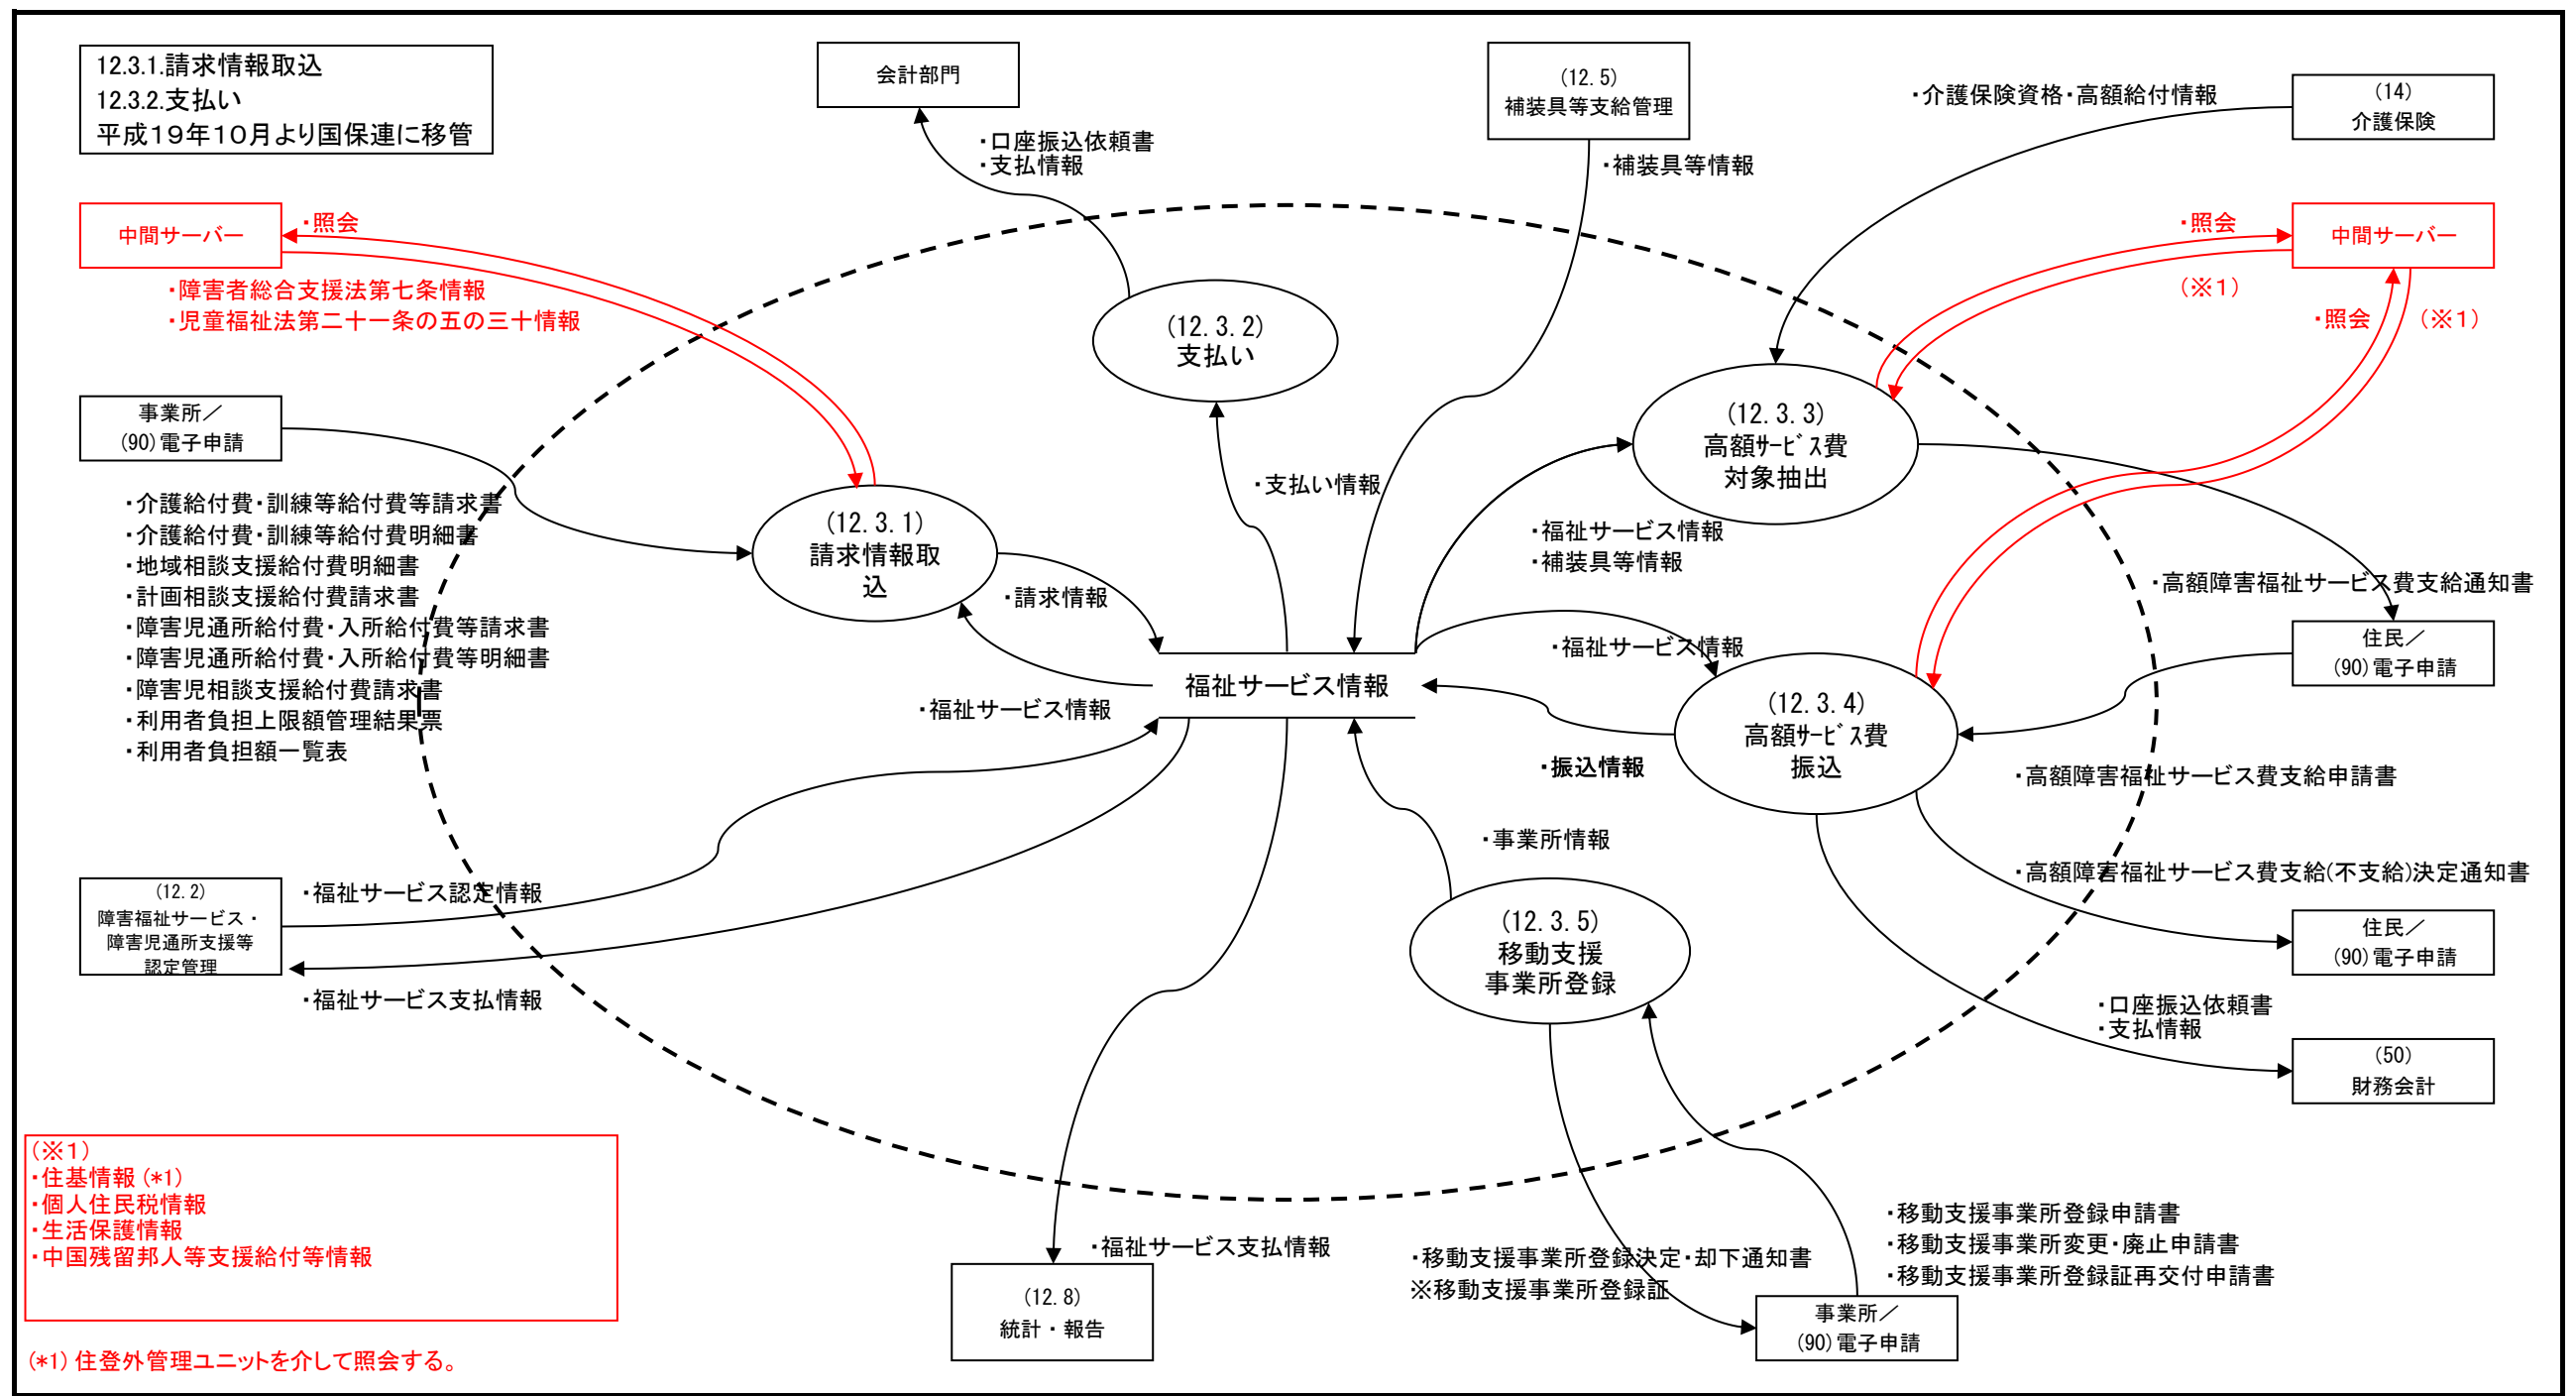 12.3.1.請求情報取込
12.3.2.支払い
平成19年10月より国保連に移管
会計部門
・口座振込依頼書
・支払情報
(12.5)
補装具等支給管理
・補装具等情報
・介護保険資格・高額給付情報
(14)
介護保険
中間サーバー
・照会
・障害者総合支援法第七条情報
・児童福祉法第二十一条の五の三十情報
・照会
中間サーバー
(※1)
・照会
(※1)
(12.3.2)
支払い
事業所／
(90)電子申請
(12.3.3)
高額ｻｰﾋﾞｽ費
対象抽出
・支払い情報
・介護給付費・訓練等給付費等請求書
・介護給付費・訓練等給付費明細書
・地域相談支援給付費明細書
・計画相談支援給付費請求書
・障害児通所給付費・入所給付費等請求書
・障害児通所給付費・入所給付費等明細書
・障害児相談支援給付費請求書
・利用者負担上限額管理結果票
・利用者負担額一覧表
(12.3.1)
請求情報取
込
・請求情報
・福祉サービス情報
・補装具等情報
・高額障害福祉サービス費支給通知書
・福祉サービス情報
住民／
(90)電子申請
福祉サービス情報
・福祉サービス情報
(12.3.4)
高額ｻｰﾋﾞｽ費
振込
・振込情報
・高額障害福祉サービス費支給申請書
・事業所情報
・高額障害福祉サービス費支給(不支給)決定通知書
(12.2)
障害福祉サービス・
障害児通所支援等
認定管理
・福祉サービス認定情報
・福祉サービス支払情報
(12.3.5)
移動支援
事業所登録
住民／
(90)電子申請
・口座振込依頼書
・支払情報
(50)
財務会計
(※1)
・住基情報(*1)
・個人住民税情報
・生活保護情報
・中国残留邦人等支援給付等情報
(*1)住登外管理ユニットを介して照会する。
・福祉サービス支払情報
(12.8)
統計・報告
・移動支援事業所登録決定・却下通知書
※移動支援事業所登録証
・移動支援事業所登録申請書
・移動支援事業所変更・廃止申請書
・移動支援事業所登録証再交付申請書
事業所／
(90)電子申請